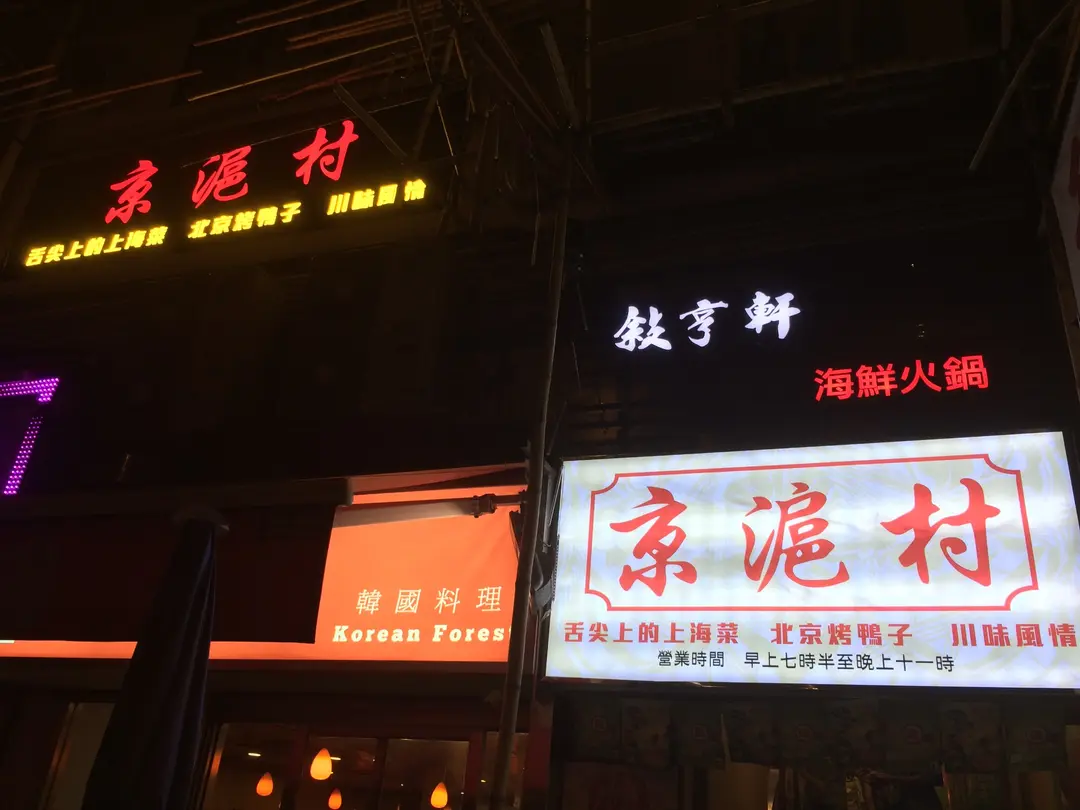 京滬村
舌尖上的上海菜 北京烤鴨子 川味風情
敍亨軒
海鮮火鍋
韓國料理
Korean Forest
京滬村
舌尖上的上海菜 北京烤鴨子 川味風情
營業時間 早上七時半至晚上十一時